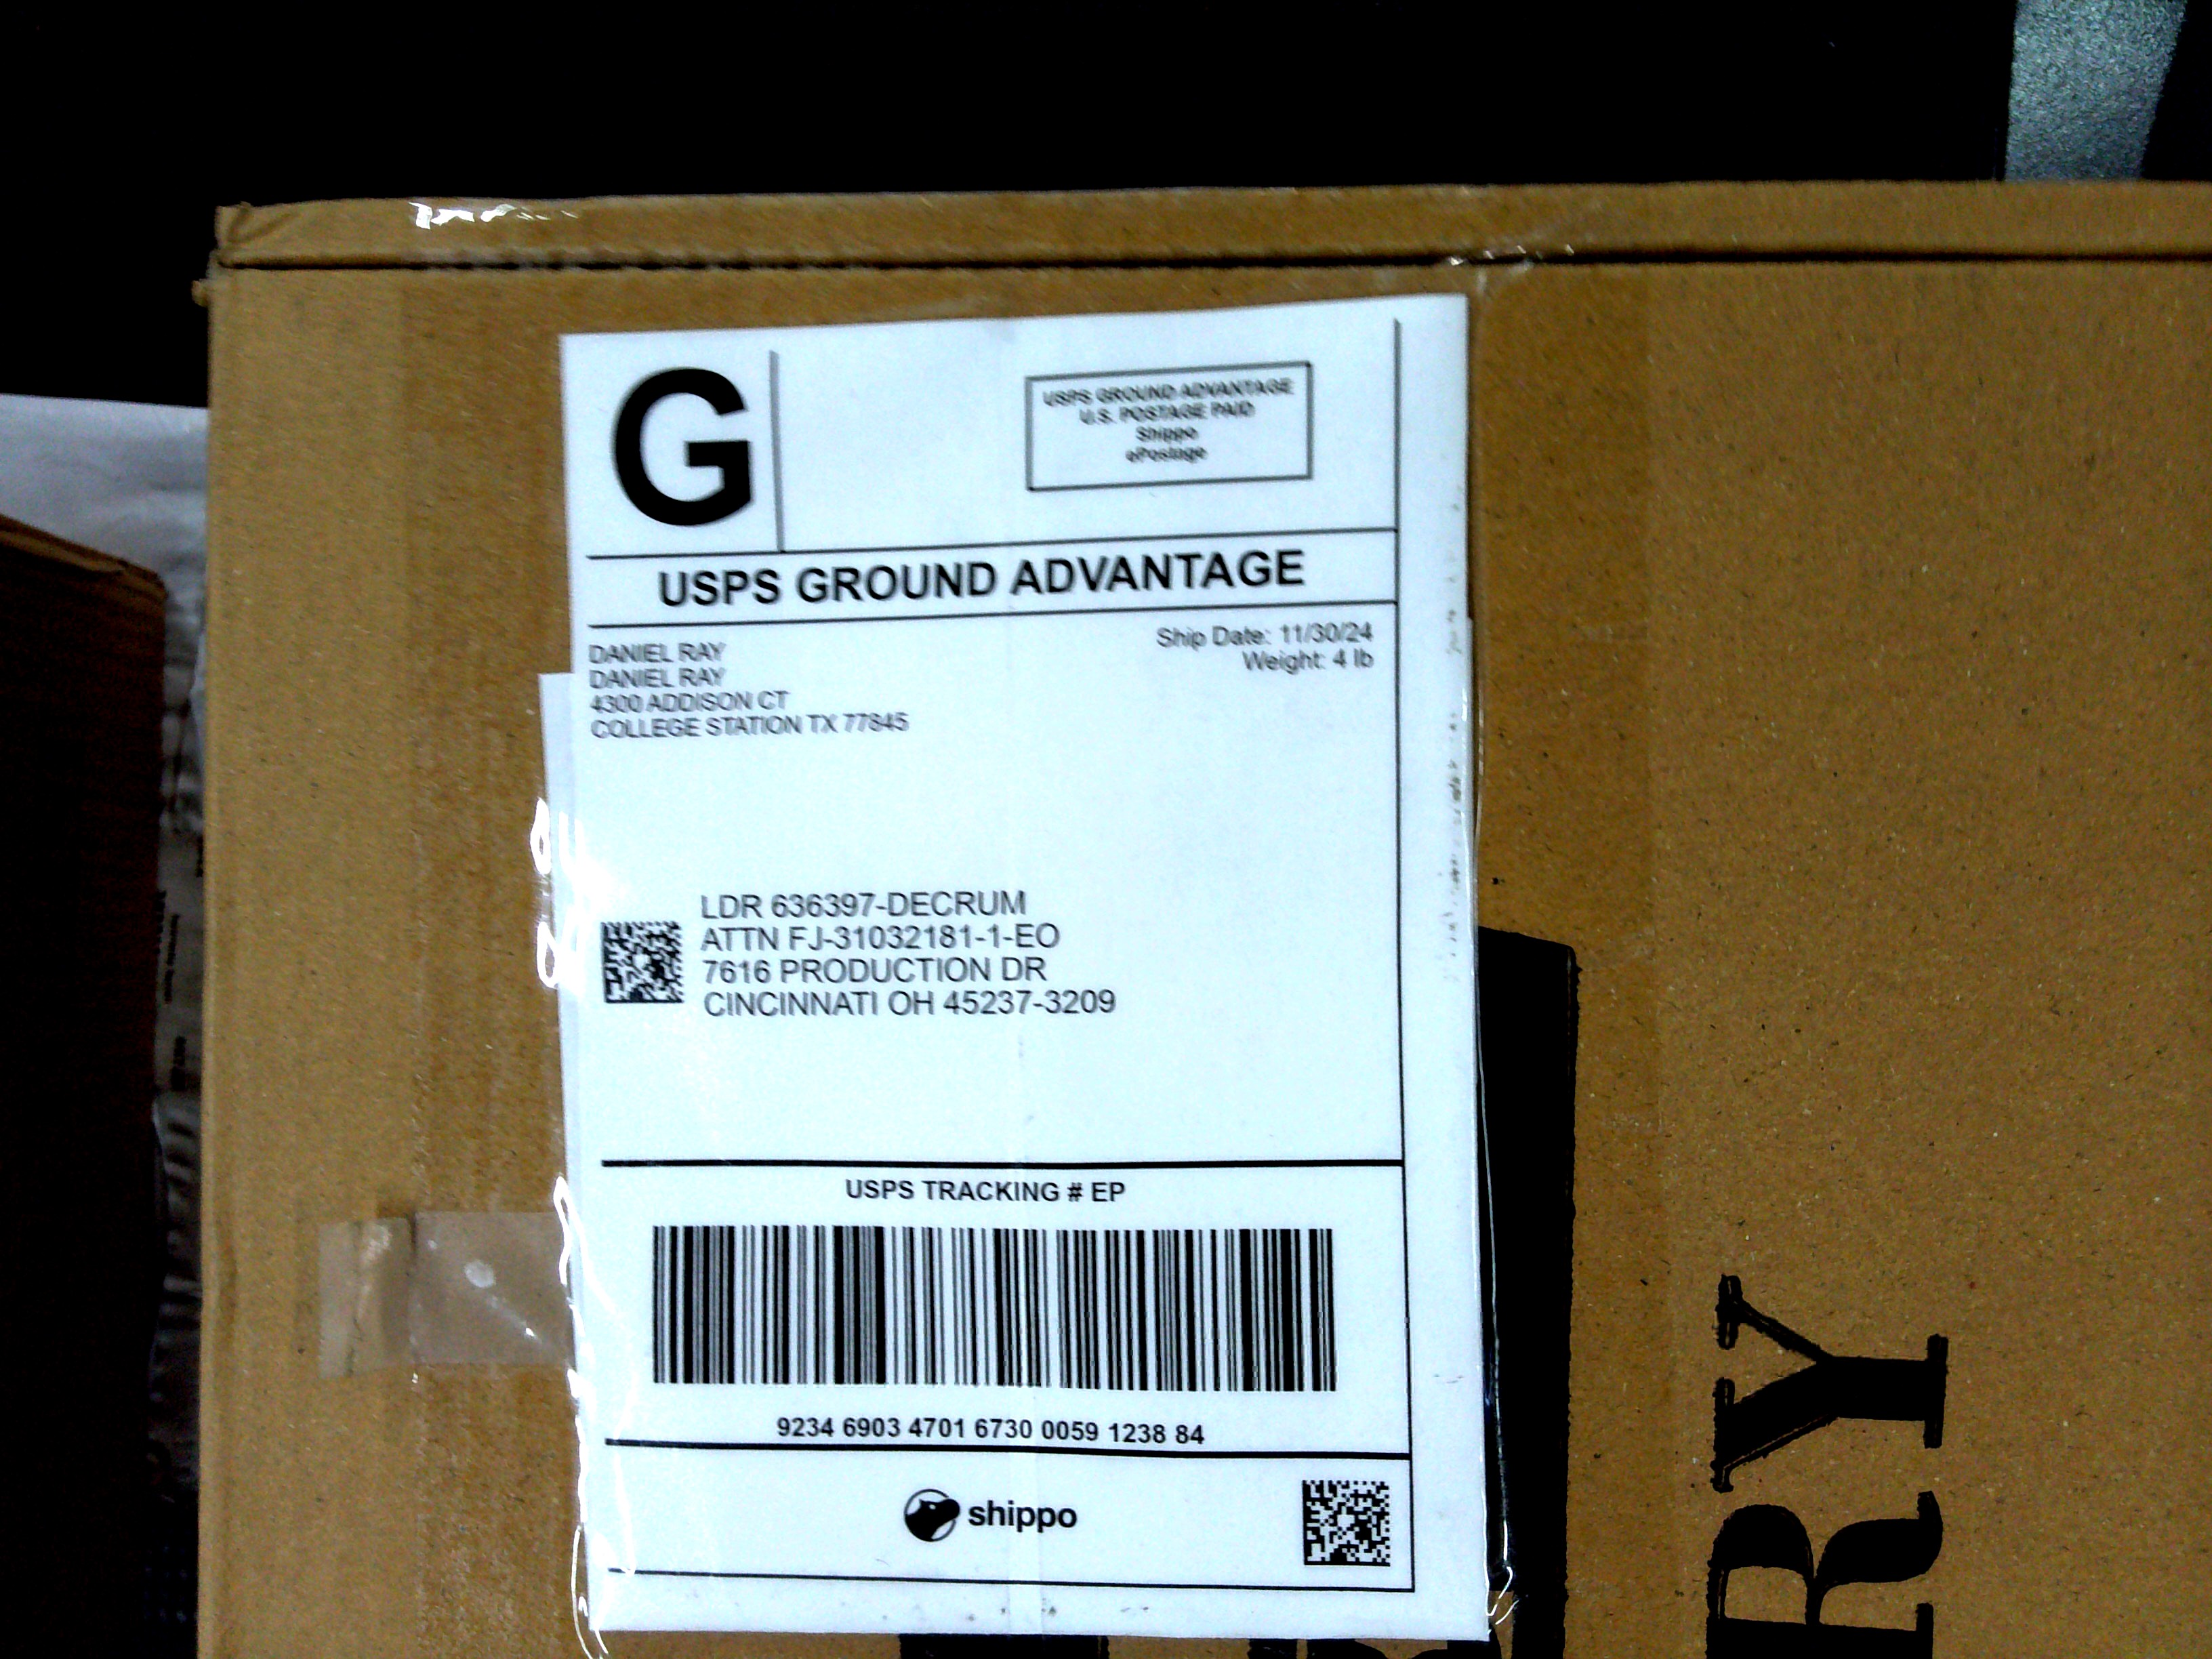 G
USPS GROUND ADVANTAGE
U.S. POSTAGE PAID
Shippo
ePostage
USPS GROUND ADVANTAGE
Ship Date: 11/30/24
Weight: 4 lb
DANIEL RAY
DANIEL RAY
4300 ADDISON CT
COLLEGE STATION TX 77845
LDR 636397-DECRUM
ATTN FJ-31032181-1-EO
7616 PRODUCTION DR
CINCINNATI OH 45237-3209
USPS TRACKING # EP
9234 6903 4701 6730 0059 1238 84
shippo
RY